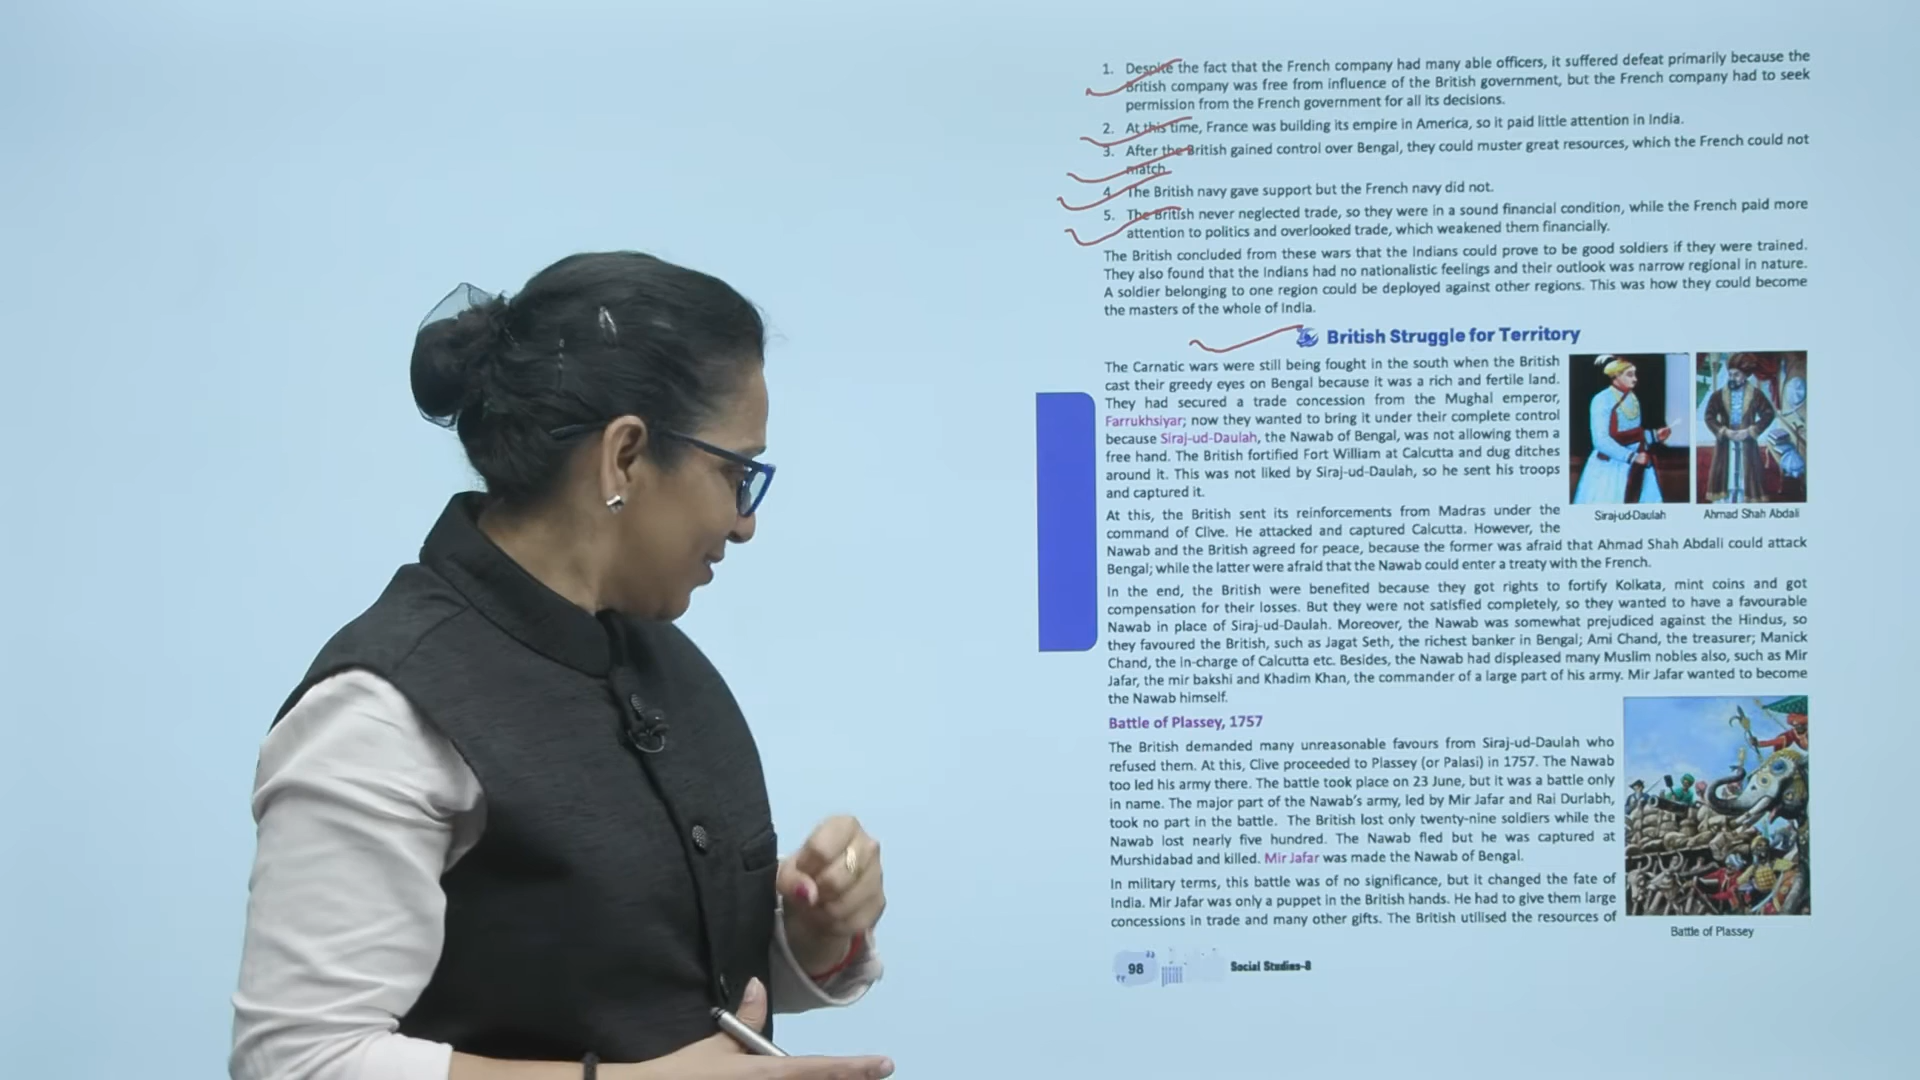 1. Despite the fact that the French company had many able officers, it suffered defeat primarily because the
British company was free from influence of the British government, but the French company had to seek
permission from the French government for all its decisions.
2. At this time, France was building its empire in America, so it paid little attention in India.
3. After the British gained control over Bengal, they could muster great resources, which the French could not
match.
4. The British navy gave support but the French navy did not.
5. The British never neglected trade, so they were in a sound financial condition, while the French paid more
attention to politics and overlooked trade, which weakened them financially.
The British concluded from these wars that the Indians could prove to be good soldiers if they were trained.
They also found that the Indians had no nationalistic feelings and their outlook was narrow regional in nature.
A soldier belonging to one region could be deployed against other regions. This was how they could become
the masters of the whole of India.
British Struggle for Territory
The Carnatic wars were still being fought in the south when the British
cast their greedy eyes on Bengal because it was a rich and fertile land.
They had secured a trade concession from the Mughal emperor,
Farrukhsiyar; now they wanted to bring it under their complete control
because Siraj-ud-Daulah, the Nawab of Bengal, was not allowing them a
free hand. The British fortified Fort William at Calcutta and dug ditches
around it. This was not liked by Siraj-ud-Daulah, so he sent his troops
and captured it.
Siraj-ud-Daulah
Ahmad Shah Abdali
At this, the British sent its reinforcements from Madras under the
command of Clive. He attacked and captured Calcutta. However, the
Nawab and the British agreed for peace, because the former was afraid that Ahmad Shah Abdali could attack
Bengal; while the latter were afraid that the Nawab could enter a treaty with the French.
In the end, the British were benefited because they got rights to fortify Kolkata, mint coins and got
compensation for their losses. But they were not satisfied completely, so they wanted to have a favourable
Nawab in place of Siraj-ud-Daulah. Moreover, the Nawab was somewhat prejudiced against the Hindus, so
they favoured the British, such as Jagat Seth, the richest banker in Bengal; Ami Chand, the treasurer; Manick
Chand, the in-charge of Calcutta etc. Besides, the Nawab had displeased many Muslim nobles also, such as Mir
Jafar, the mir bakshi and Khadim Khan, the commander of a large part of his army. Mir Jafar wanted to become
the Nawab himself.
Battle of Plassey, 1757
The British demanded many unreasonable favours from Siraj-ud-Daulah who
refused them. At this, Clive proceeded to Plassey (or Palasi) in 1757. The Nawab
too led his army there. The battle took place on 23 June, but it was a battle only
in name. The major part of the Nawab's army, led by Mir Jafar and Rai Durlabh,
took no part in the battle. The British lost only twenty-nine soldiers while the
Nawab lost nearly five hundred. The Nawab fled but he was captured at
Murshidabad and killed. Mir Jafar was made the Nawab of Bengal.
In military terms, this battle was of no significance, but it changed the fate of
India. Mir Jafar was only a puppet in the British hands. He had to give them large
concessions in trade and many other gifts. The British utilised the resources of
Battle of Plassey
98 Social Studies-8